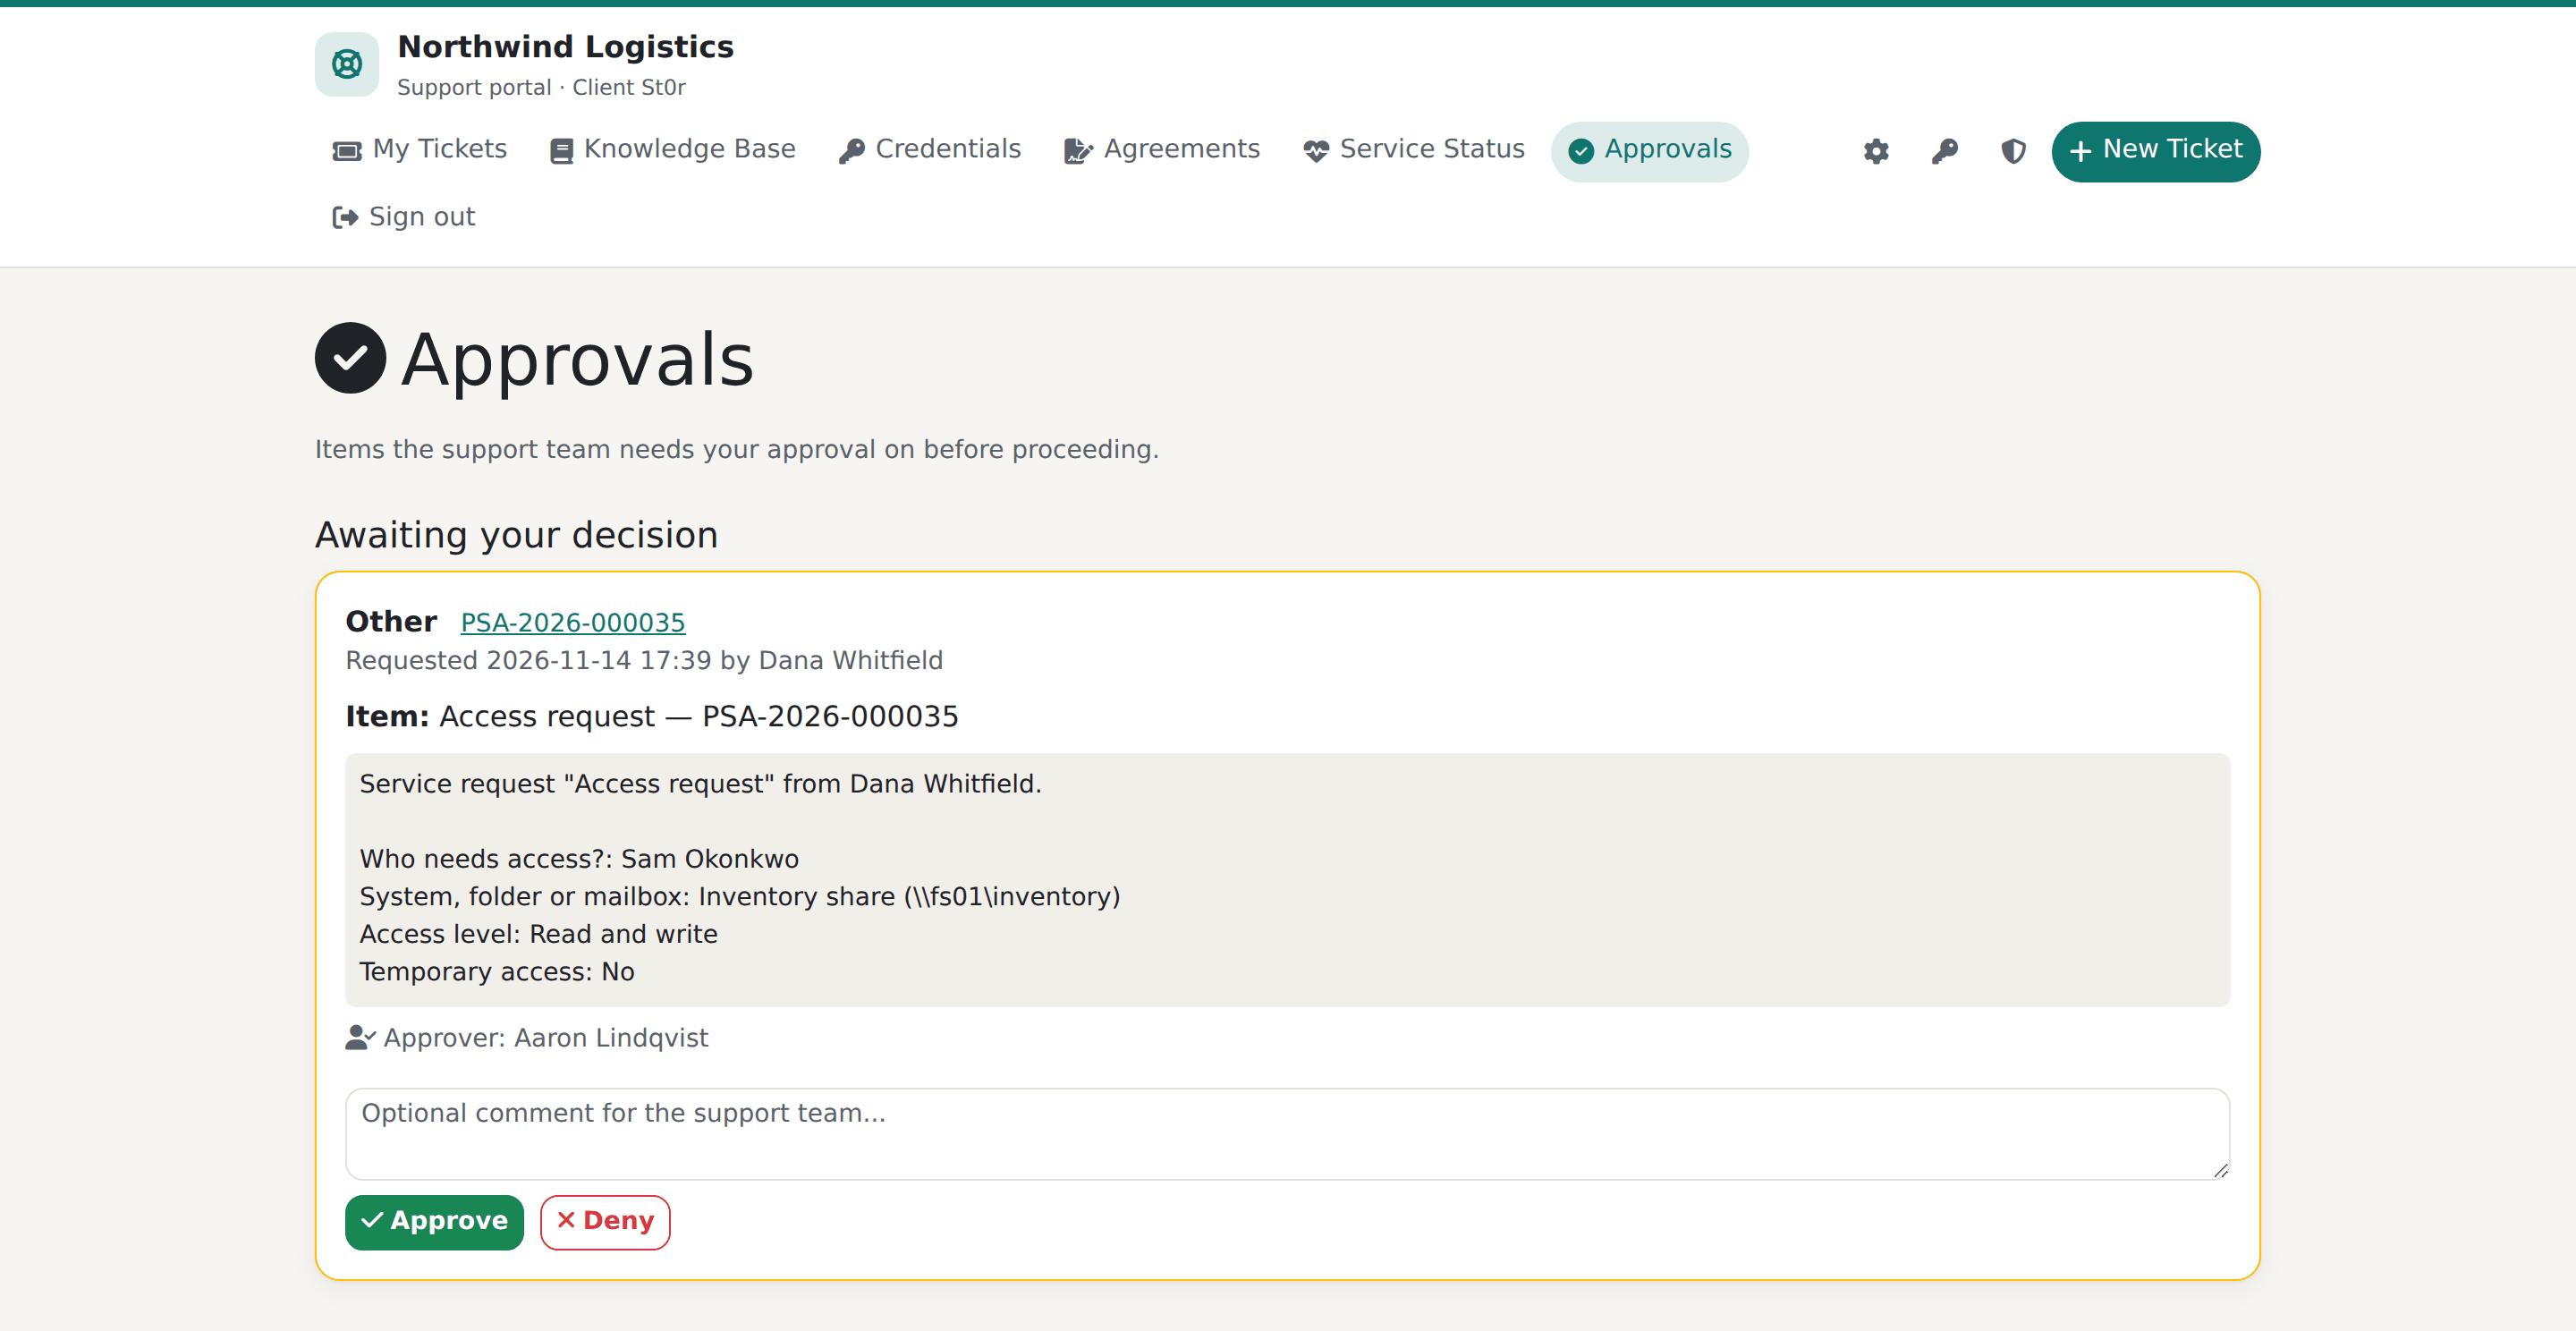 Northwind Logistics
Support portal · Client St0r
My Tickets
Knowledge Base
Credentials
Agreements
Service Status
Approvals
New Ticket
Sign out
Approvals
Items the support team needs your approval on before proceeding.
Awaiting your decision
Other PSA-2026-000035
Requested 2026-11-14 17:39 by Dana Whitfield
Item: Access request — PSA-2026-000035
Service request "Access request" from Dana Whitfield.
Who needs access?: Sam Okonkwo
System, folder or mailbox: Inventory share (\\fs01\inventory)
Access level: Read and write
Temporary access: No
Approver: Aaron Lindqvist
Optional comment for the support team...
Approve
Deny